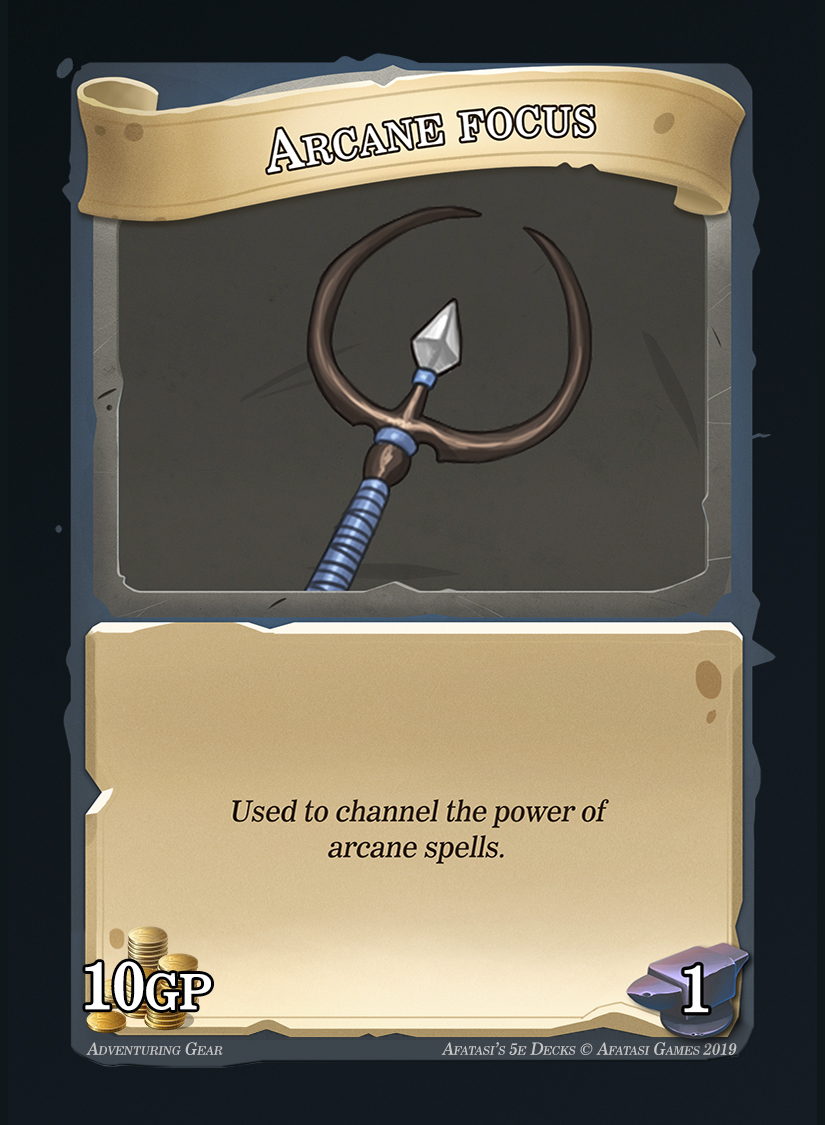 Arcane focus
Used to channel the power of
arcane spells.
10GP
1
Adventuring Gear
Afatasi's 5e Decks © Afatasi Games 2019